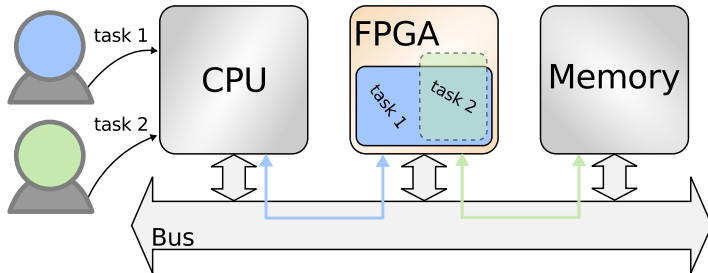 task 1
task 2
CPU
FPGA
task 1
task 2
Memory
Bus